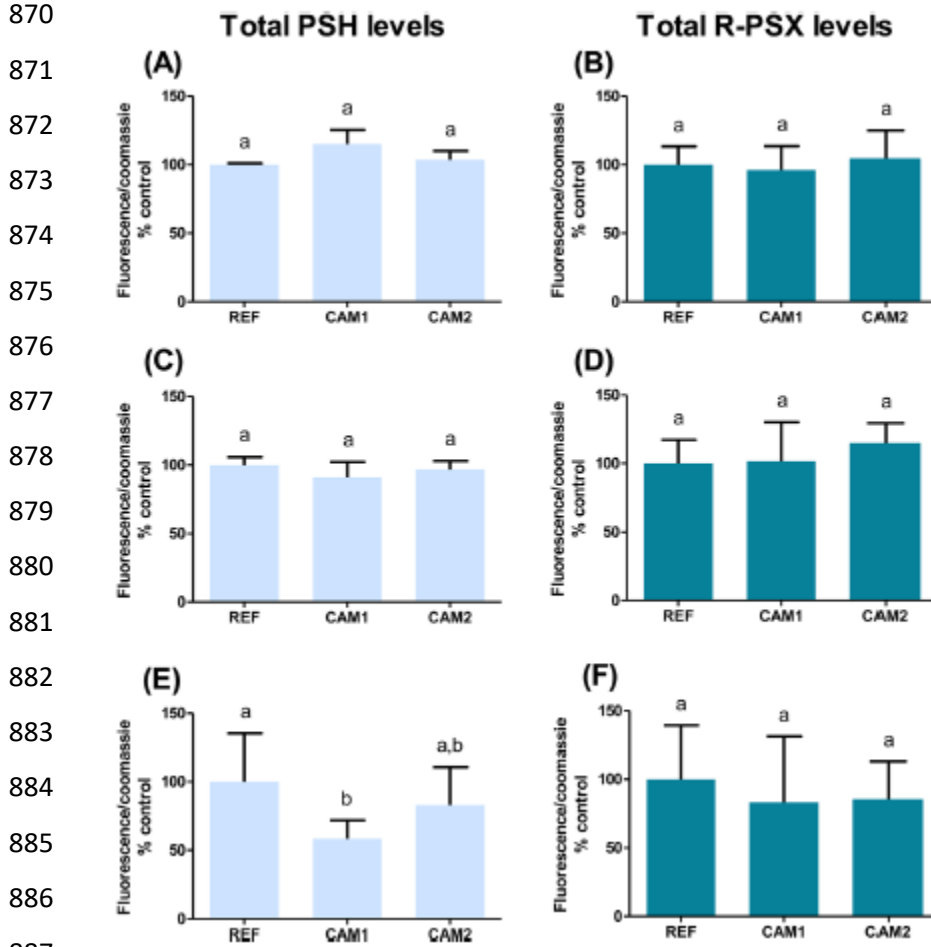 870
Total PSH levels
Total R-PSX levels
871
(A)
(B)
150
a
a
a
150
a
a
a
872
100
100
873
Fluorescence/coomassie
% control
Fluorescence/coomassie
% control
874
50
50
875
0
0
REF
CAM1
CAM2
REF
CAM1
CAM2
876
(C)
(D)
877
150
a
a
a
150
a
a
a
878
100
100
879
Fluorescence/coomassie
% control
Fluorescence/coomassie
% control
50
50
880
881
0
0
REF
CAM1
CAM2
REF
CAM1
CAM2
882
(E)
(F)
883
150
a
b
a,b
150
a
a
a
884
100
100
Fluorescence/coomassie
% control
Fluorescence/coomassie
% control
885
50
50
886
0
0
REF
CAM1
CAM2
REF
CAM1
CAM2